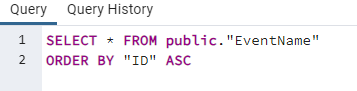 Query Query History
1 SELECT * FROM public."EventName"
2 ORDER BY "ID" ASC